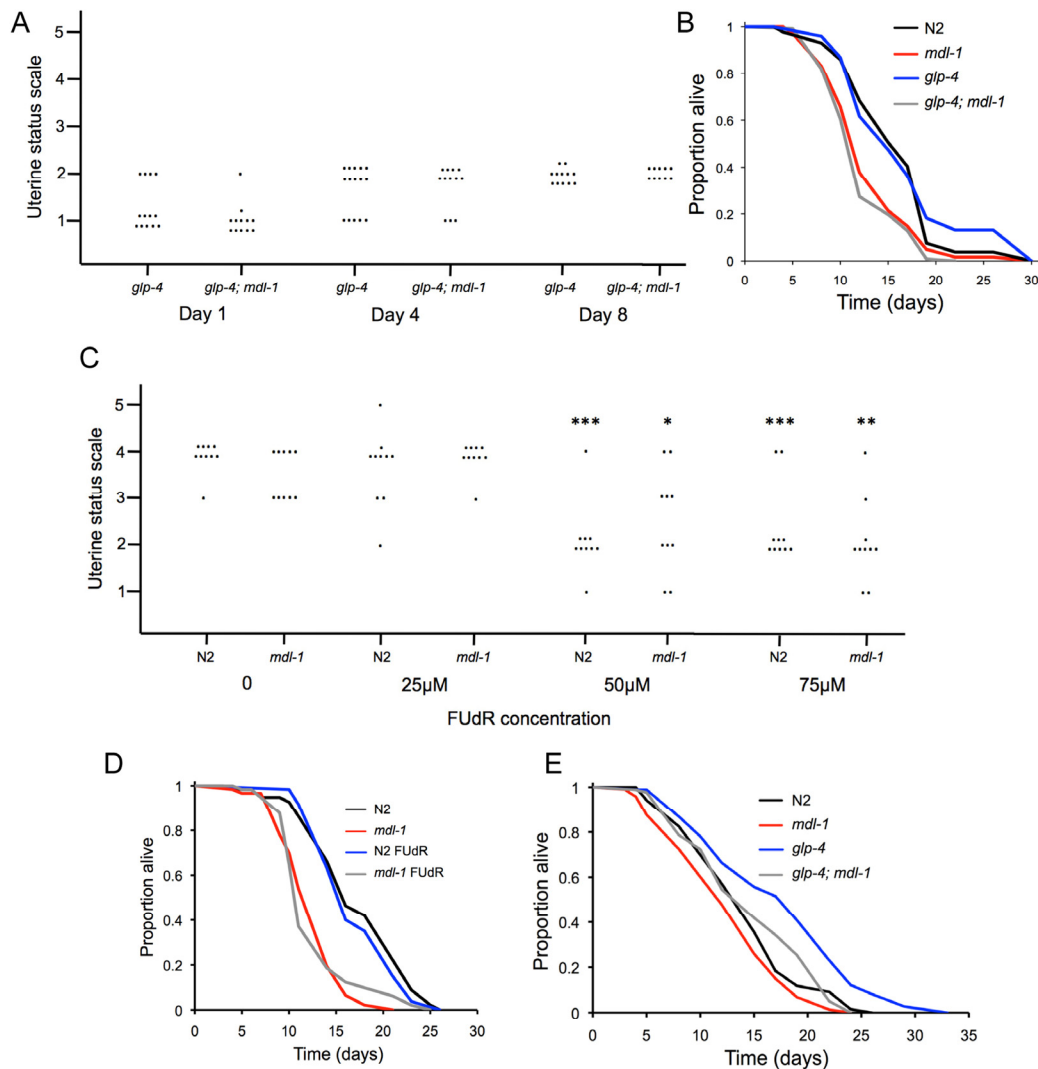 A
5
4
3
2
1
Uterine status scale
glp-4
glp-4; mdl-1
glp-4
glp-4; mdl-1
glp-4
glp-4; mdl-1
Day 1
Day 4
Day 8
B
N2
mdl-1
glp-4
glp-4; mdl-1
1
0.8
0.6
0.4
0.2
0
Proportion alive
0 5 10 15 20 25 30
Time (days)
C
5
4
3
2
1
Uterine status scale
*** * *** **
N2 mdl-1 N2 mdl-1 N2 mdl-1 N2 mdl-1
0 25µM 50µM 75µM
FUdR concentration
D
N2
mdl-1
N2 FUdR
mdl-1 FUdR
1
0.8
0.6
0.4
0.2
0
Proportion alive
0 5 10 15 20 25 30
Time (days)
E
N2
mdl-1
glp-4
glp-4; mdl-1
1
0.8
0.6
0.4
0.2
0
Proportion alive
0 5 10 15 20 25 30 35
Time (days)